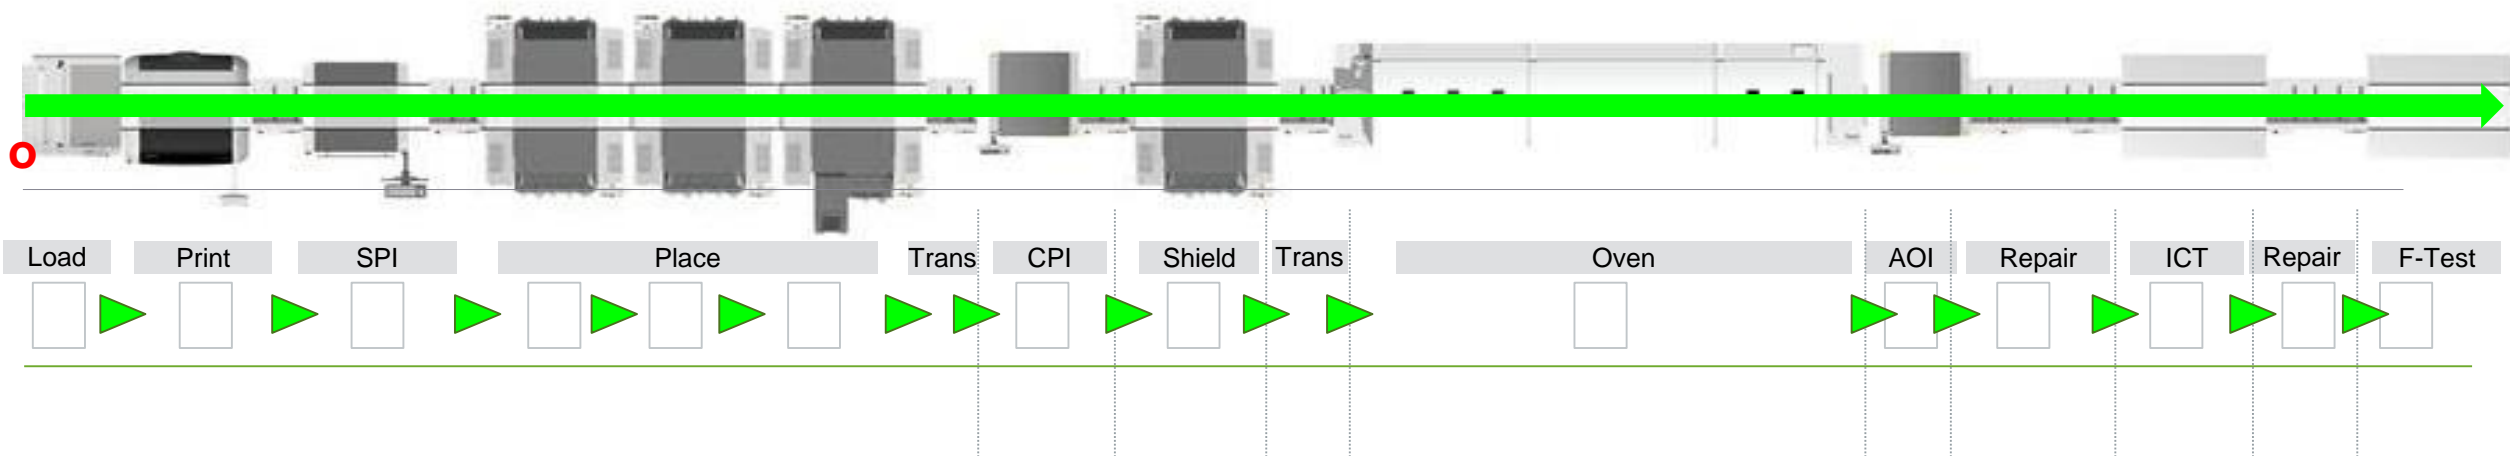 o
Load
Print
SPI
Place
Trans
CPI
Shield
Trans
Oven
AOI
Repair
ICT
Repair
F-Test